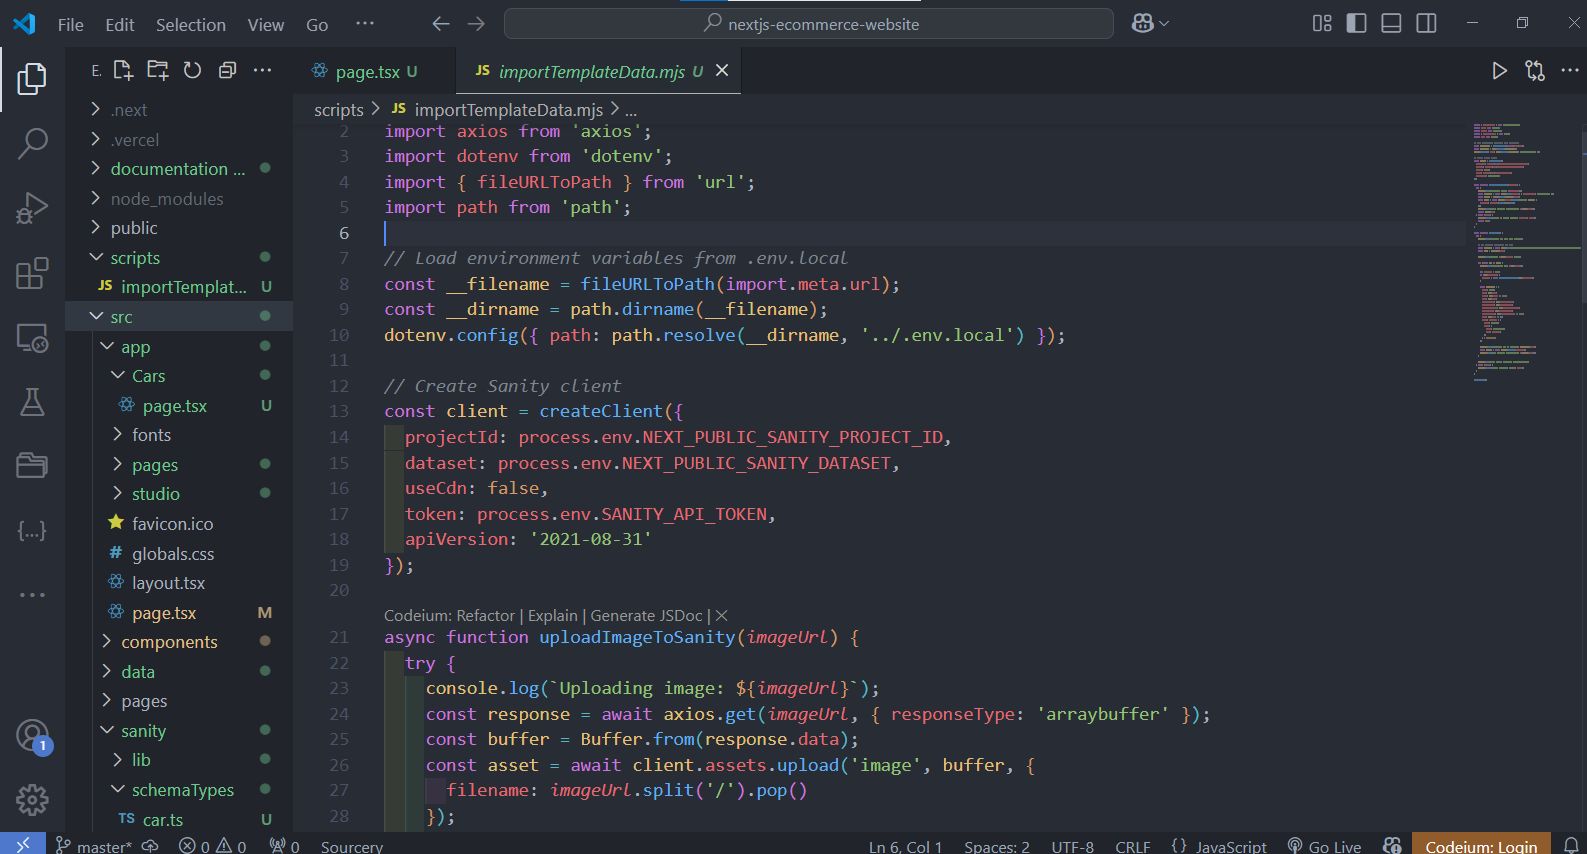 File Edit Selection View Go ...
nextjs-ecommerce-website
E.
page.tsx U
JS importTemplateData.mjs U
scripts > JS importTemplateData.mjs > ...
.next
.vercel
documentation ...
node_modules
public
scripts
JS importTemplat... U
src
app
Cars
page.tsx U
fonts
pages
studio
favicon.ico
# globals.css
layout.tsx
page.tsx M
components
data
pages
sanity
lib
schemaTypes
TS car.ts U
1
2 import axios from 'axios';
3 import dotenv from 'dotenv';
4 import { fileURLToPath } from 'url';
5 import path from 'path';
6
7 // Load environment variables from .env.local
8 const __filename = fileURLToPath(import.meta.url);
9 const __dirname = path.dirname(__filename);
10 dotenv.config({ path: path.resolve(__dirname, '../.env.local') });
11
12 // Create Sanity client
13 const client = createClient({
14 projectId: process.env.NEXT_PUBLIC_SANITY_PROJECT_ID,
15 dataset: process.env.NEXT_PUBLIC_SANITY_DATASET,
16 useCdn: false,
17 token: process.env.SANITY_API_TOKEN,
18 apiVersion: '2021-08-31'
19 });
20
Codeium: Refactor | Explain | Generate JSDoc | X
21 async function uploadImageToSanity(imageUrl) {
22 try {
23 console.log(`Uploading image: ${imageUrl}`);
24 const response = await axios.get(imageUrl, { responseType: 'arraybuffer' });
25 const buffer = Buffer.from(response.data);
26 const asset = await client.assets.upload('image', buffer, {
27 filename: imageUrl.split('/').pop()
28 });
master* 0 0 0 Sourcery Ln 6, Col 1 Spaces: 2 UTF-8 CRLF {} JavaScript Go Live Codeium: Login